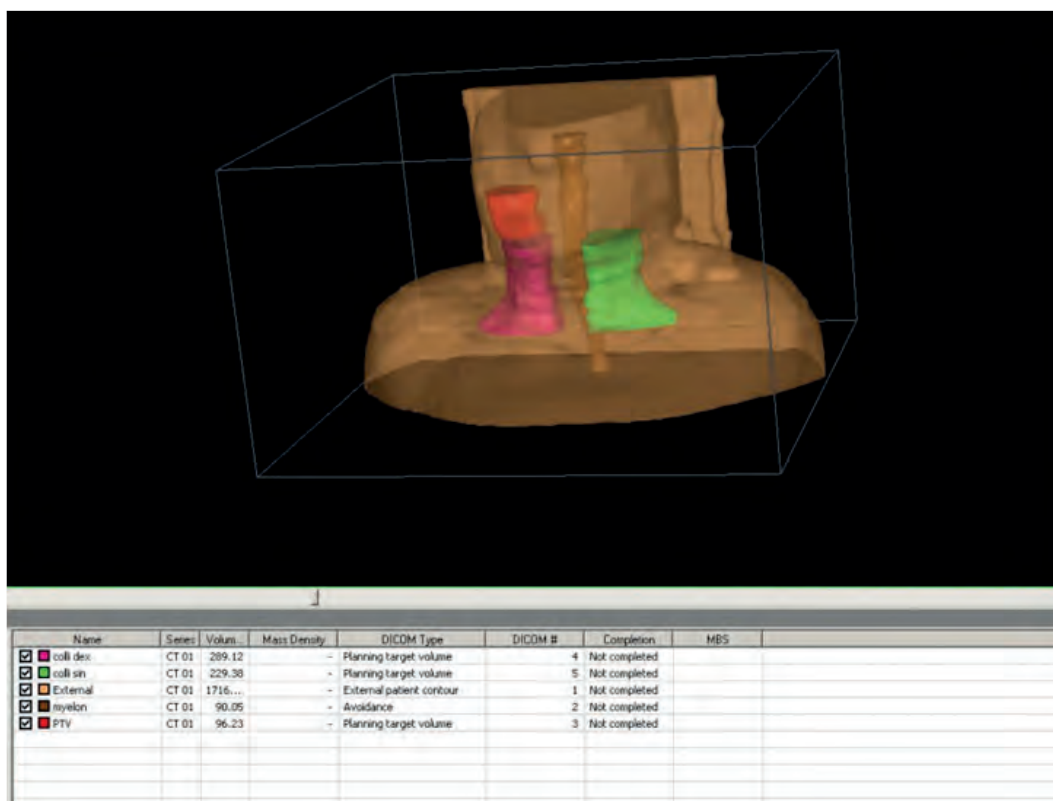 Name Series Volum... Mass Density DICOM Type DICOM # Completion MBS
colli dex CT 01 289.12 - Planning target volume 4 Not completed
colli sin CT 01 229.38 - Planning target volume 5 Not completed
External CT 01 1716... - External patient contour 1 Not completed
myelon CT 01 90.05 - Avoidance 2 Not completed
PTV CT 01 96.23 - Planning target volume 3 Not completed